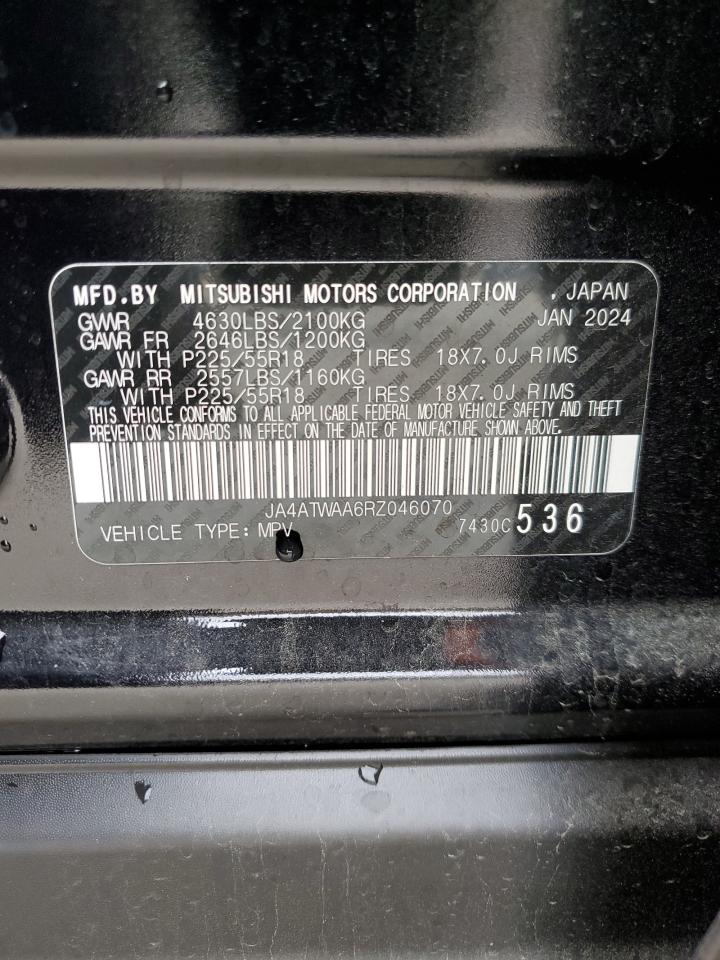 MFD.BY MITSUBISHI MOTORS CORPORATION , JAPAN
GVWR 4630LBS/2100KG JAN 2024
GAWR FR 2646LBS/1200KG
WITH P225/55R18 TIRES 18X7.0J RIMS
GAWR RR 2557LBS/1160KG
WITH P225/55R18 TIRES 18X7.0J RIMS
THIS VEHICLE CONFORMS TO ALL APPLICABLE FEDERAL MOTOR VEHICLE SAFETY AND THEFT
PREVENTION STANDARDS IN EFFECT ON THE DATE OF MANUFACTURE SHOWN ABOVE.
JA4ATWAA6RZ046070
VEHICLE TYPE: MPV 7430C 536